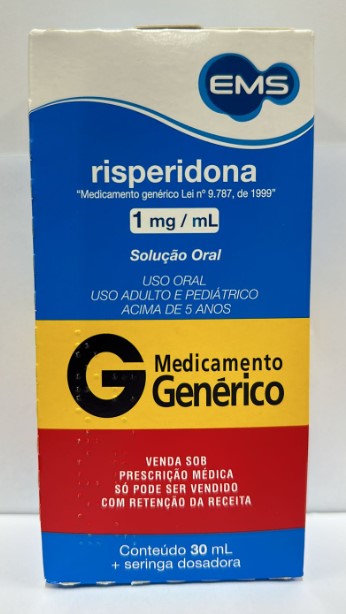 EMS
risperidona
"Medicamento genérico Lei nº 9.787, de 1999"
1 mg / mL
Solução Oral
USO ORAL
USO ADULTO E PEDIÁTRICO
ACIMA DE 5 ANOS
G Medicamento
Genérico
VENDA SOB
PRESCRIÇÃO MÉDICA
SÓ PODE SER VENDIDO
COM RETENÇÃO DA RECEITA
Conteúdo 30 mL
+ seringa dosadora